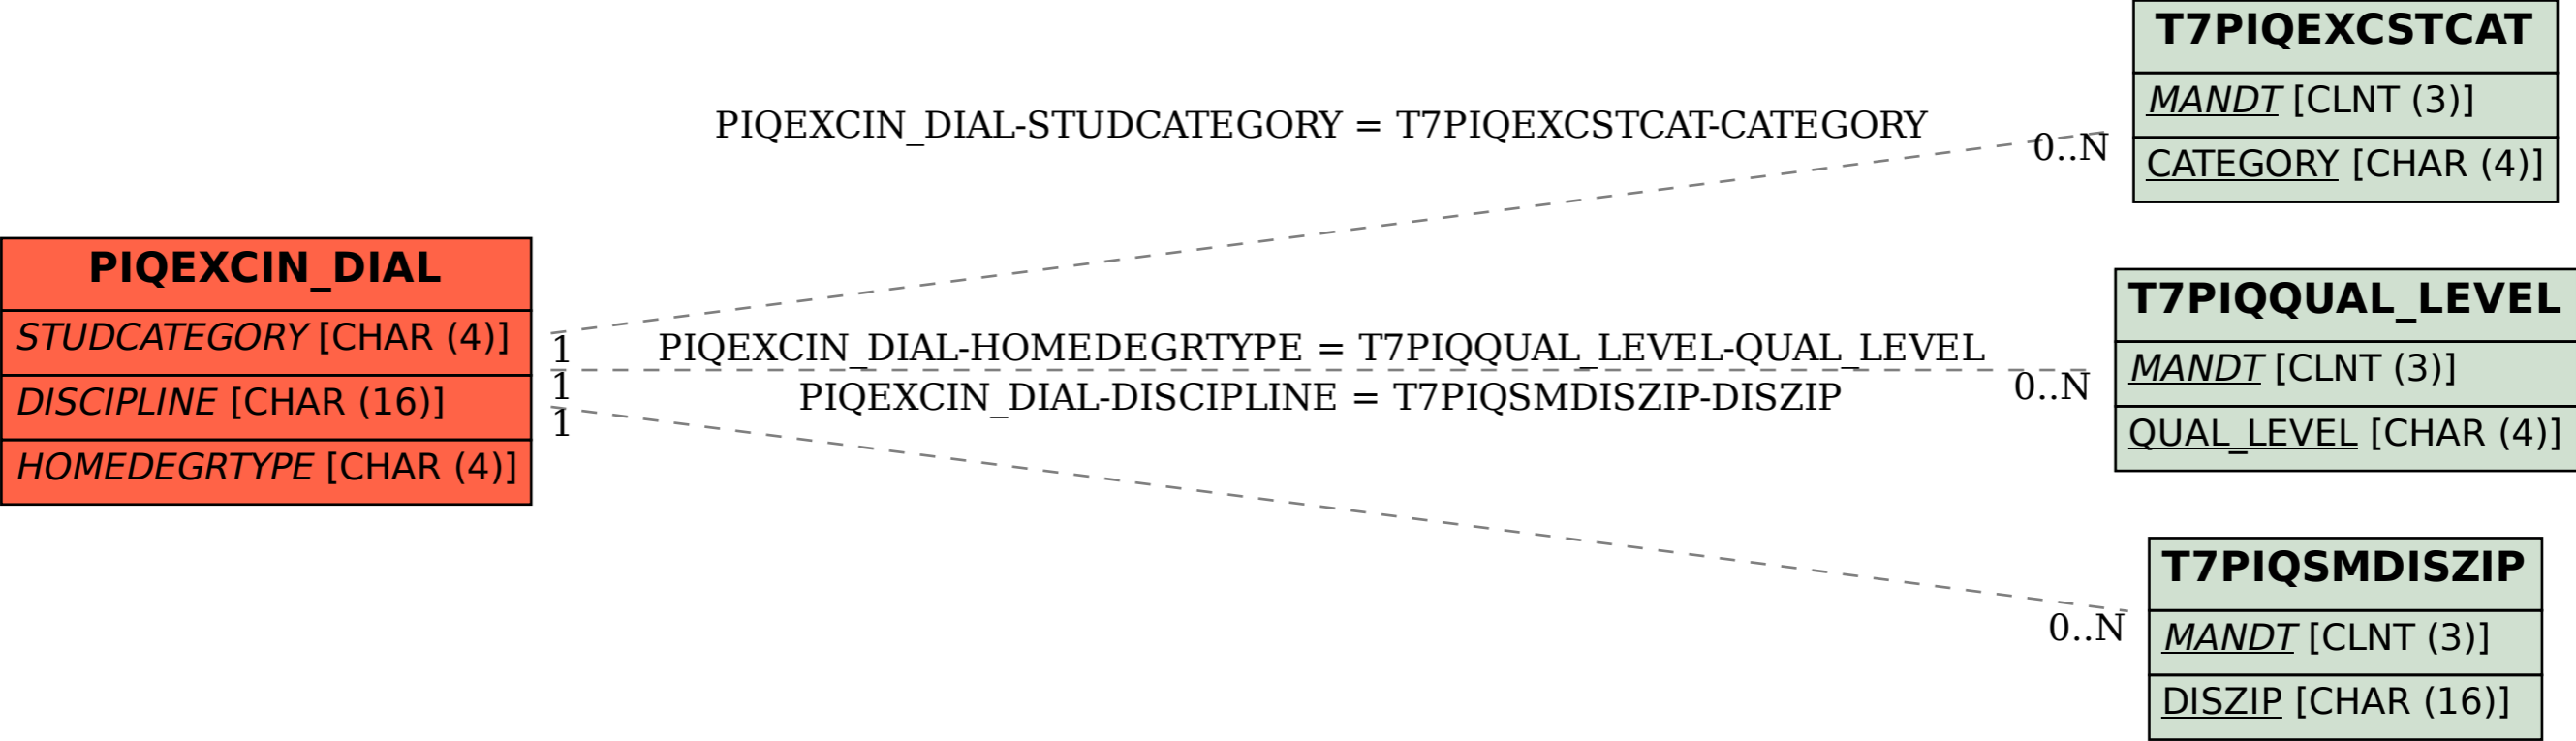 PIQEXCIN_DIAL
STUDCATEGORY [CHAR (4)]
DISCIPLINE [CHAR (16)]
HOMEDEGRTYPE [CHAR (4)]
PIQEXCIN_DIAL-STUDCATEGORY = T7PIQEXCSTCAT-CATEGORY
1
0..N
PIQEXCIN_DIAL-HOMEDEGRTYPE = T7PIQQUAL_LEVEL-QUAL_LEVEL
1
0..N
PIQEXCIN_DIAL-DISCIPLINE = T7PIQSMDISZIP-DISZIP
1
0..N
T7PIQEXCSTCAT
MANDT [CLNT (3)]
CATEGORY [CHAR (4)]
T7PIQQUAL_LEVEL
MANDT [CLNT (3)]
QUAL_LEVEL [CHAR (4)]
T7PIQSMDISZIP
MANDT [CLNT (3)]
DISZIP [CHAR (16)]